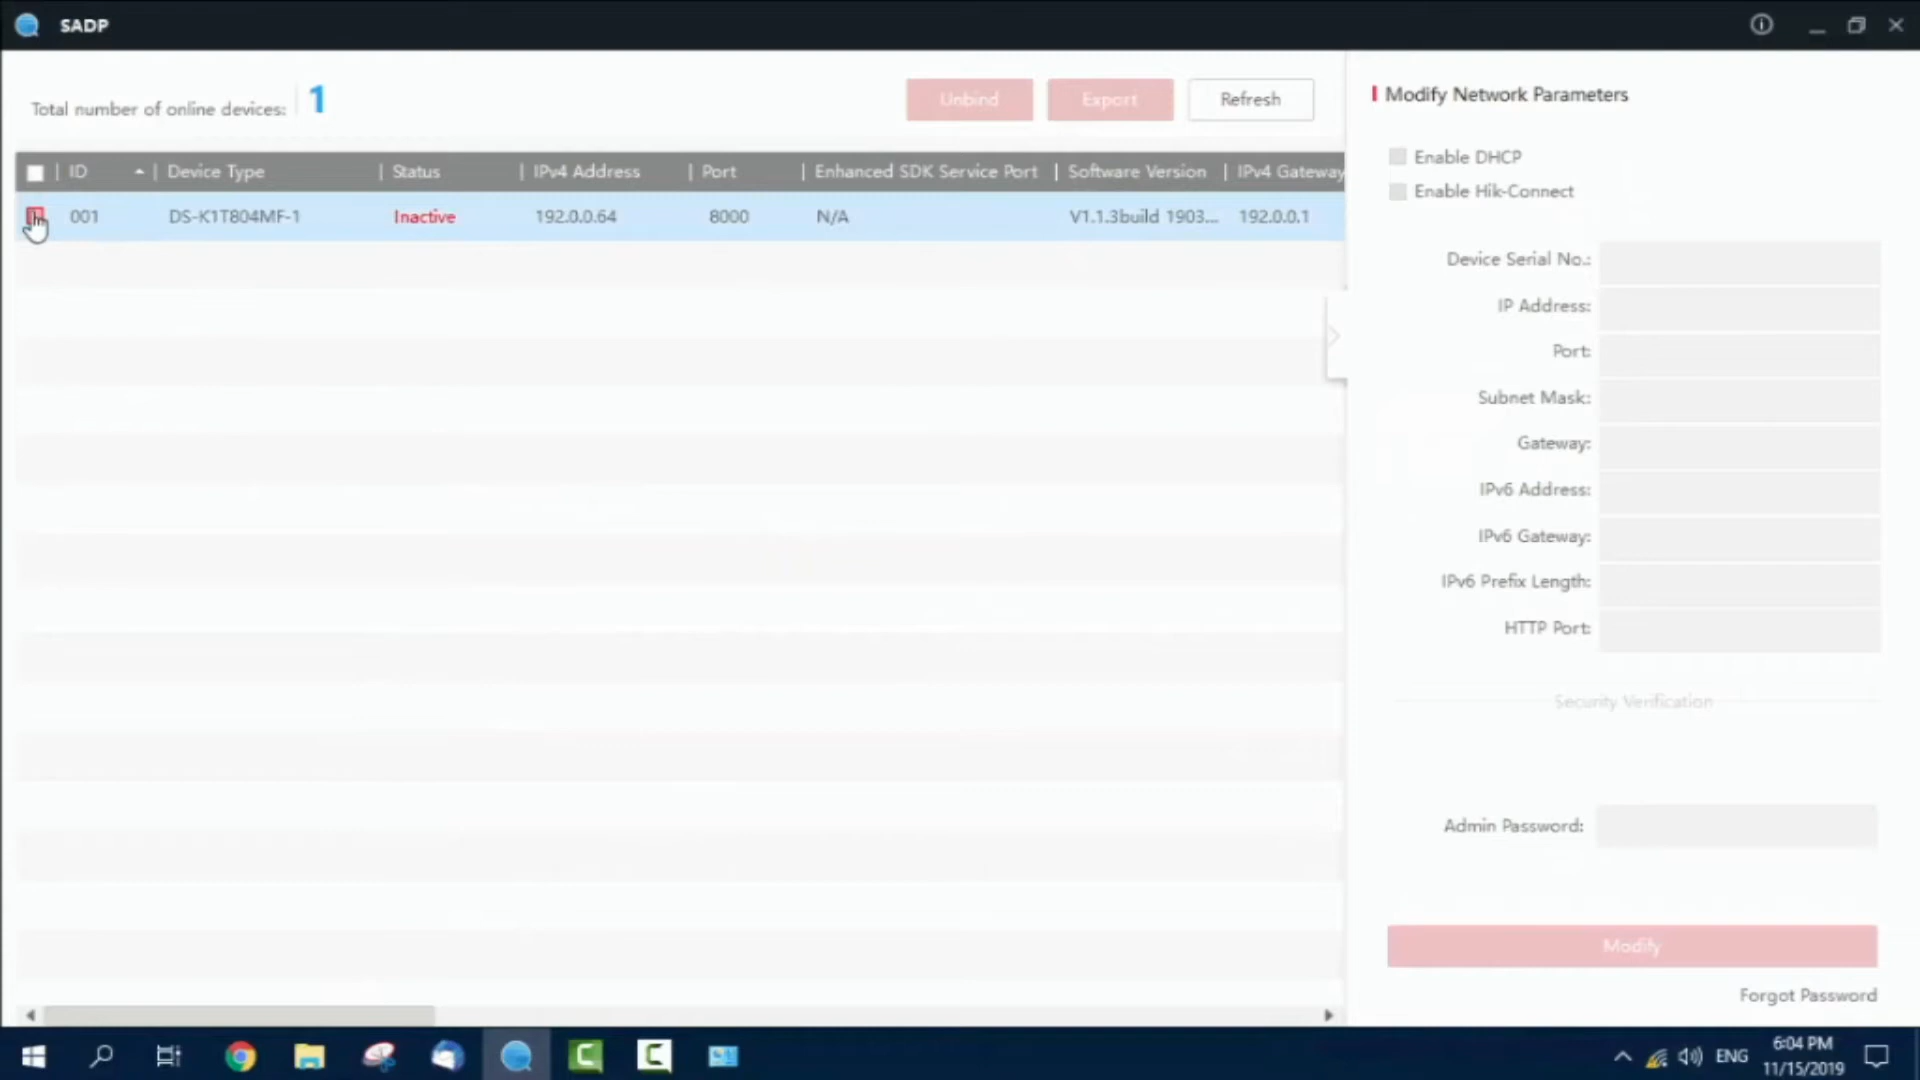 SADP
Total number of online devices: 1
Unbind
Export
Refresh
ID
Device Type
Status
IPv4 Address
Port
Enhanced SDK Service Port
Software Version
IPv4 Gateway
001
DS-K1T804MF-1
Inactive
192.0.0.64
8000
N/A
V1.1.3build 1903...
192.0.0.1
Modify Network Parameters
Enable DHCP
Enable Hik-Connect
Device Serial No.:
IP Address:
Port:
Subnet Mask:
Gateway:
IPv6 Address:
IPv6 Gateway:
IPv6 Prefix Length:
HTTP Port:
Security Verification
Admin Password:
Modify
Forgot Password
ENG
6:04 PM
11/15/2019